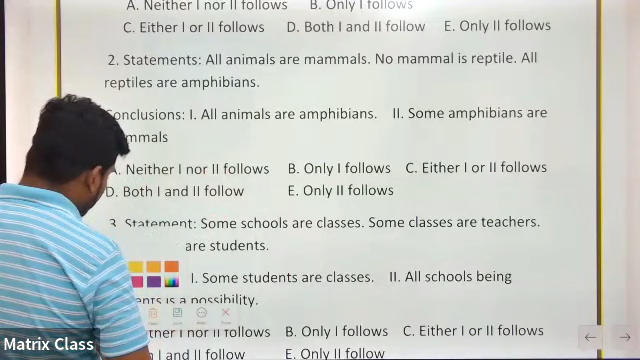 A. Neither I nor II follows B. Only I follows
C. Either I or II follows D. Both I and II follow E. Only II follows
2. Statements: All animals are mammals. No mammal is reptile. All
reptiles are amphibians.
Conclusions: I. All animals are amphibians. II. Some amphibians are
mammals
A. Neither I nor II follows B. Only I follows C. Either I or II follows
D. Both I and II follow E. Only II follows
3. Statement: Some schools are classes. Some classes are teachers.
are students.
I. Some students are classes. II. All schools being
is a possibility.
I nor II follows B. Only I follows C. Either I or II follows
I and II follow E. Only II follow
Matrix Class